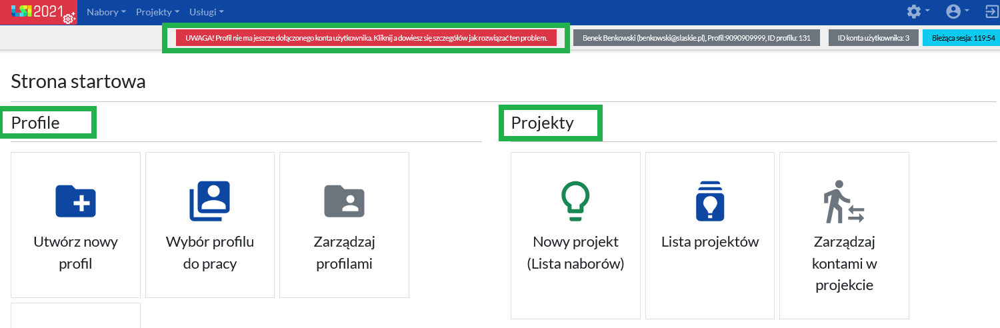 LSI 2021 Nabory Projekty Usługi
UWAGA! Profil nie ma jeszcze dołączonego konta użytkownika. Kliknij a dowiesz się szczegółów jak rozwiązać ten problem.
Benek Benkowski (benkowski@slaskie.pl), Profil:9090909999, ID profilu: 131
ID konta użytkownika: 3
Bieżąca sesja: 119:54
Strona startowa
Profile
Utwórz nowy
profil
Wybór profilu
do pracy
Zarządzaj
profilami
Projekty
Nowy projekt
(Lista naborów)
Lista projektów
Zarządzaj
kontami w
projekcie